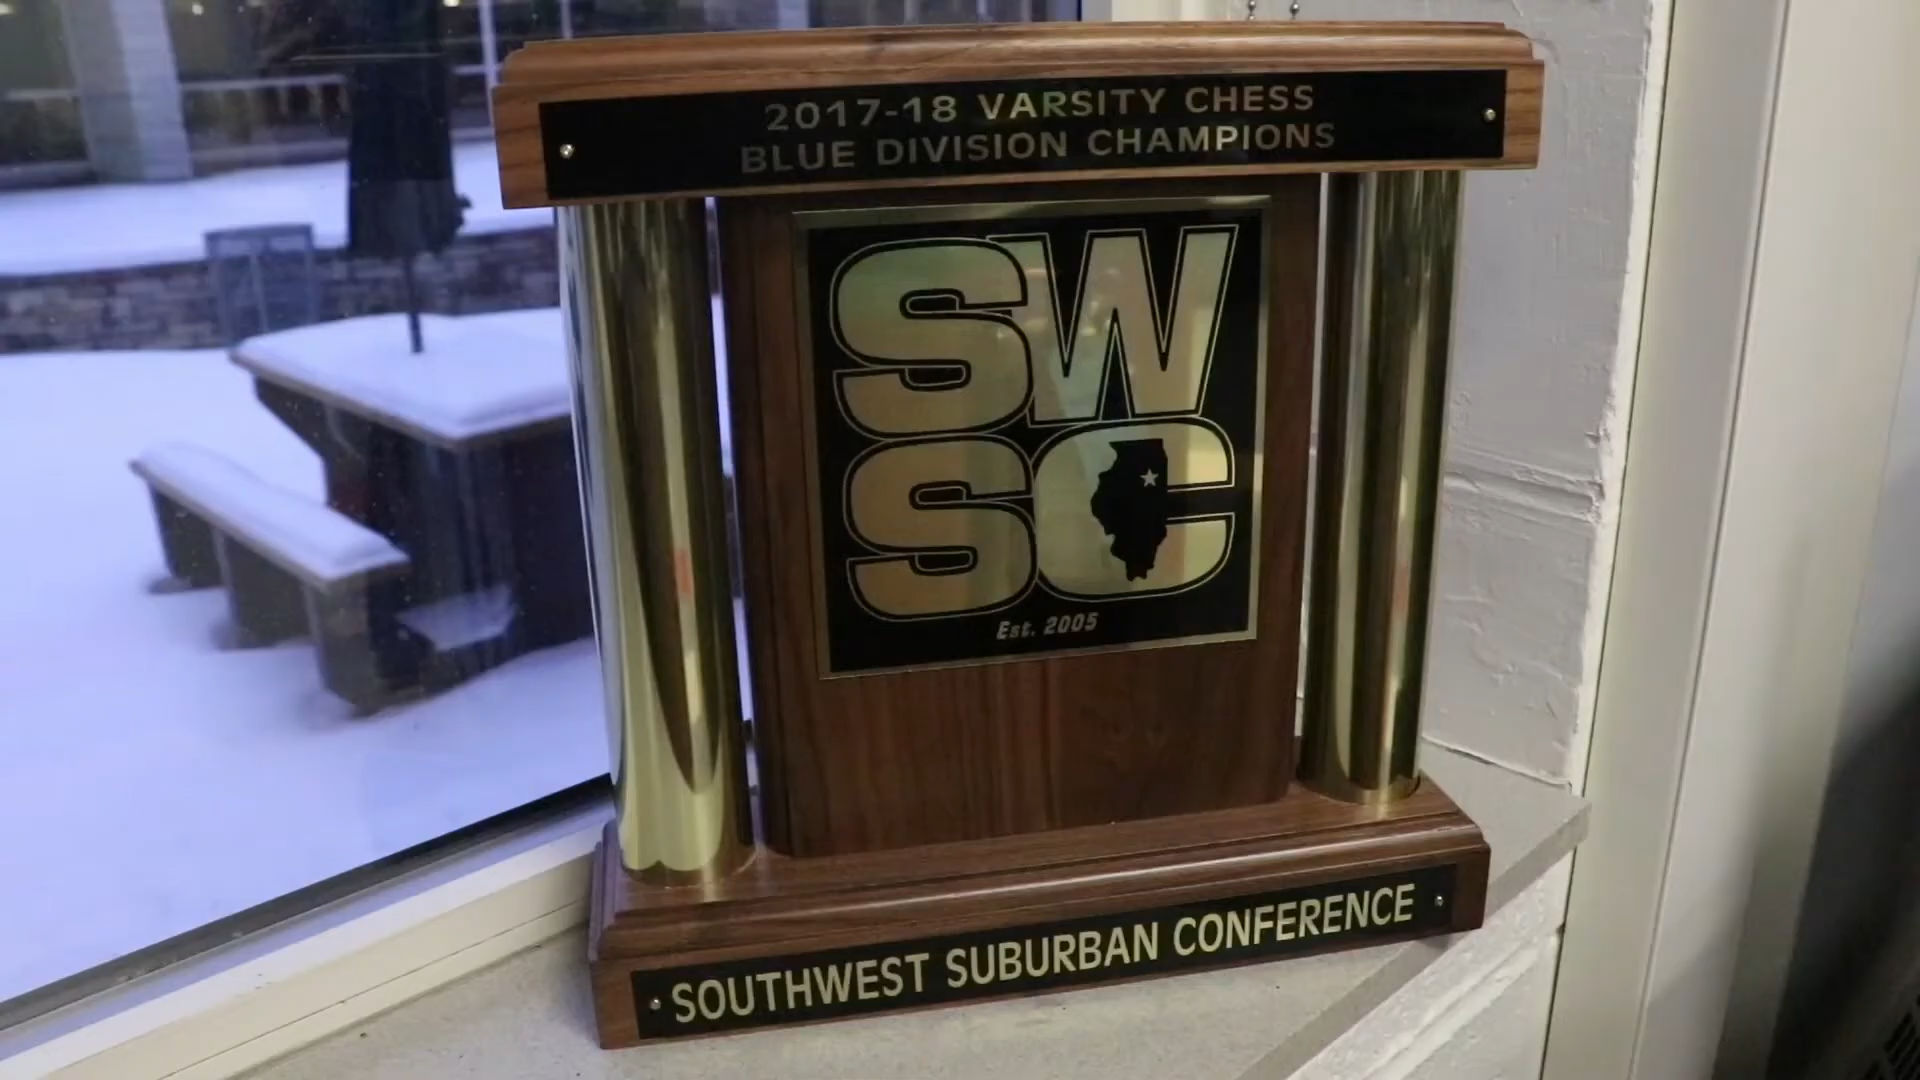 2017-18 VARSITY CHESS
BLUE DIVISION CHAMPIONS
SW
SC
Est. 2005
SOUTHWEST SUBURBAN CONFERENCE